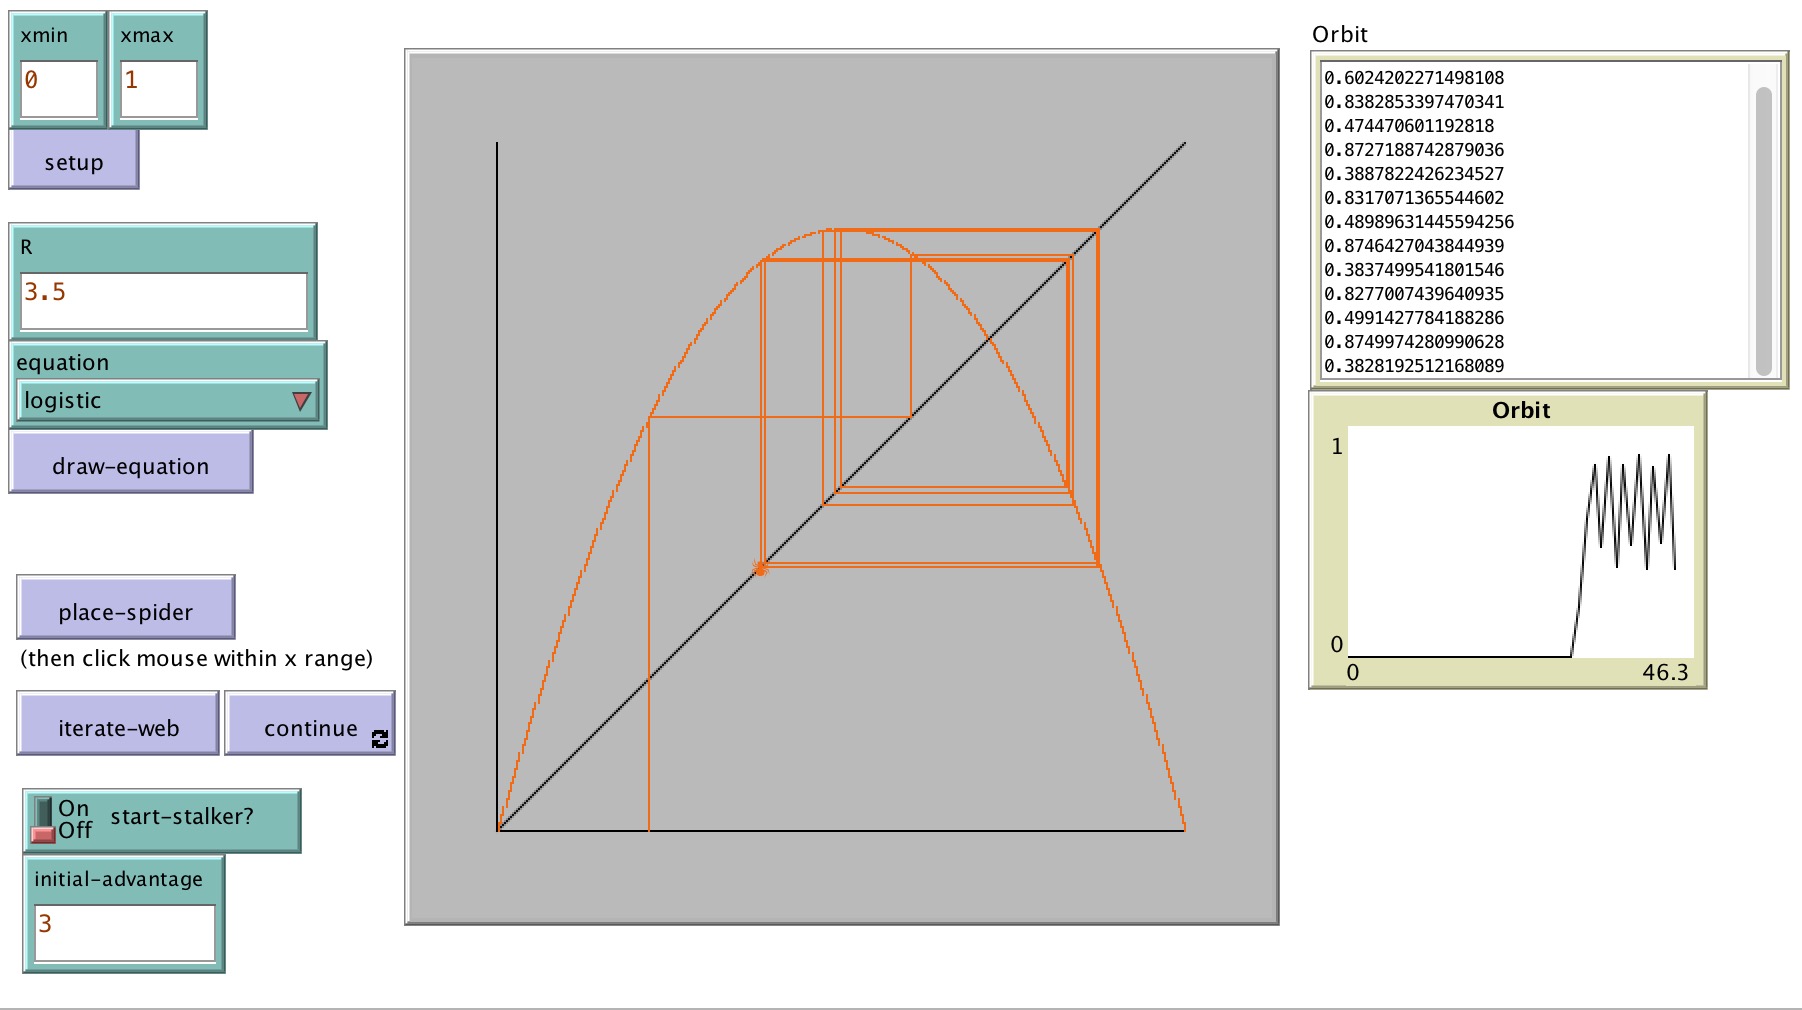 xmin
0
xmax
1
setup
R
3.5
equation
logistic
draw-equation
place-spider
(then click mouse within x range)
iterate-web
continue
On
Off
start-stalker?
initial-advantage
3
Orbit
0.6024202271498108
0.8382853397470341
0.474470601192818
0.8727188742879036
0.3887822426234527
0.8317071365544602
0.48989631445594256
0.8746427043844939
0.3837499541801546
0.8277007439640935
0.4991427784188286
0.8749974280990628
0.3828192512168089
Orbit
1
0
0
46.3